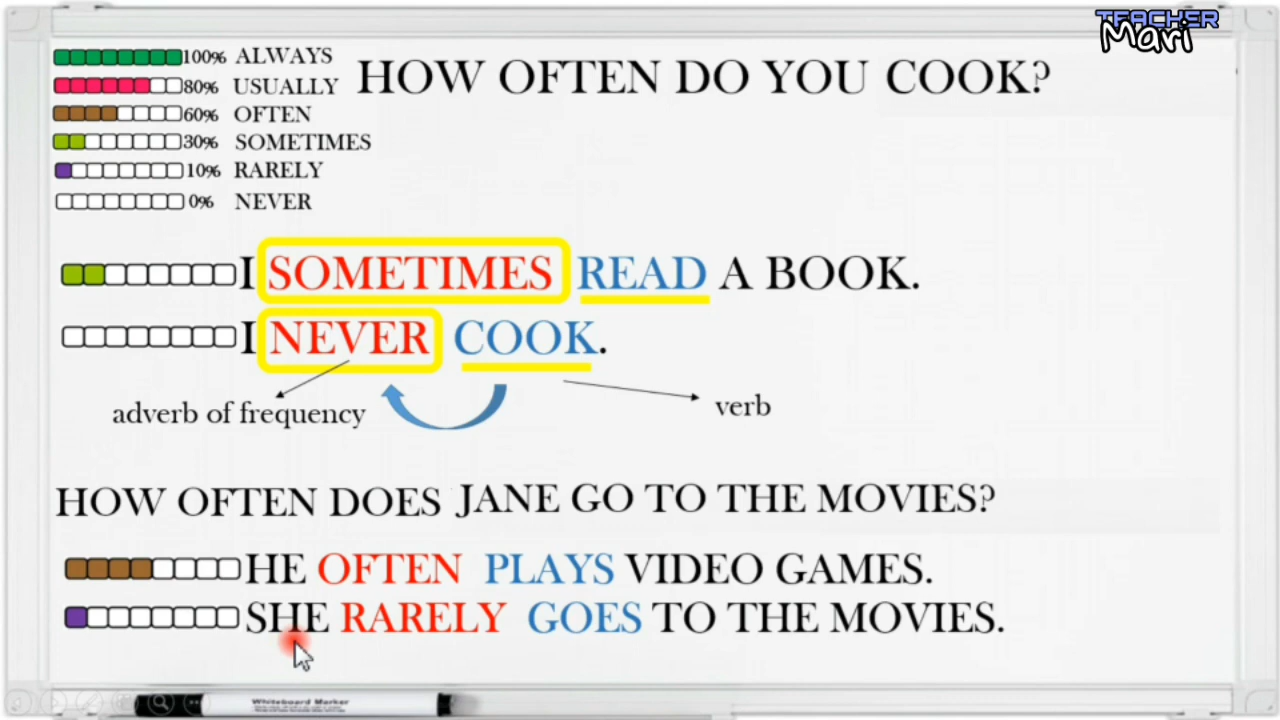 TEACHER
Mari
100% ALWAYS
80% USUALLY
60% OFTEN
30% SOMETIMES
10% RARELY
0% NEVER
HOW OFTEN DO YOU COOK?
I SOMETIMES READ A BOOK.
I NEVER COOK.
adverb of frequency
verb
HOW OFTEN DOES JANE GO TO THE MOVIES?
HE OFTEN PLAYS VIDEO GAMES.
SHE RARELY GOES TO THE MOVIES.
Whiteboard Marker